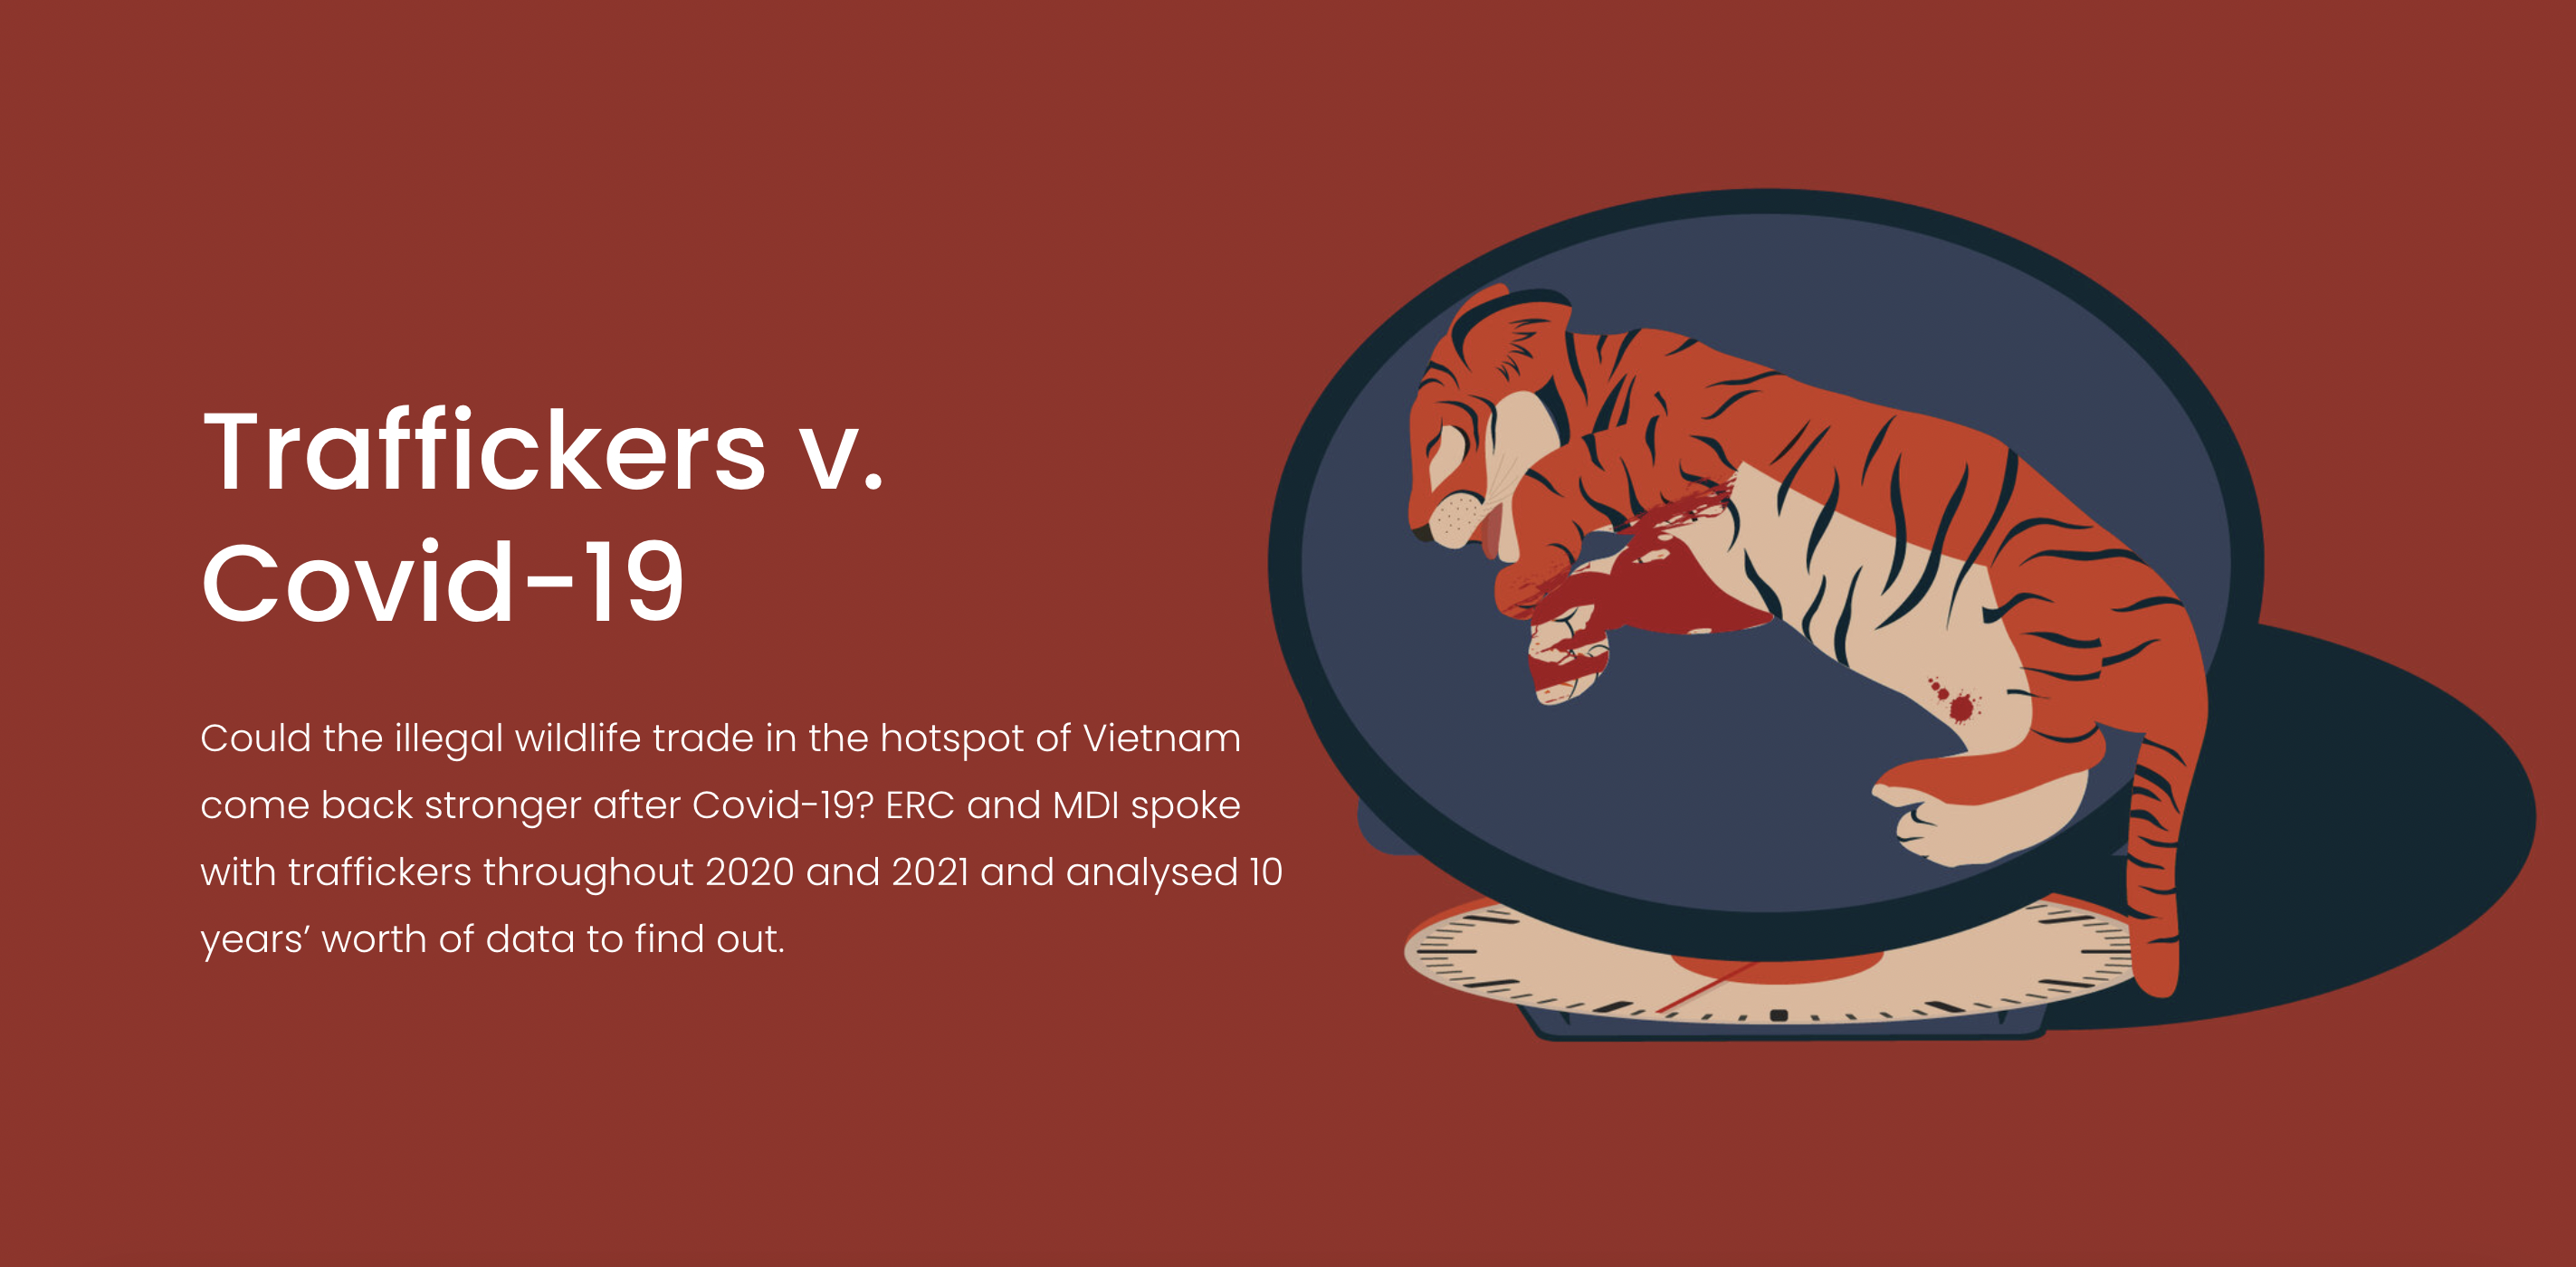 Traffickers v.
Covid-19
Could the illegal wildlife trade in the hotspot of Vietnam
come back stronger after Covid-19? ERC and MDI spoke
with traffickers throughout 2020 and 2021 and analysed 10
years’ worth of data to find out.